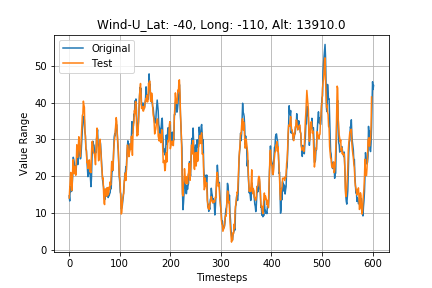 Wind-U_Lat: -40, Long: -110, Alt: 13910.0
Original
Test
Value Range
50
40
30
20
10
0
0 100 200 300 400 500 600
Timesteps